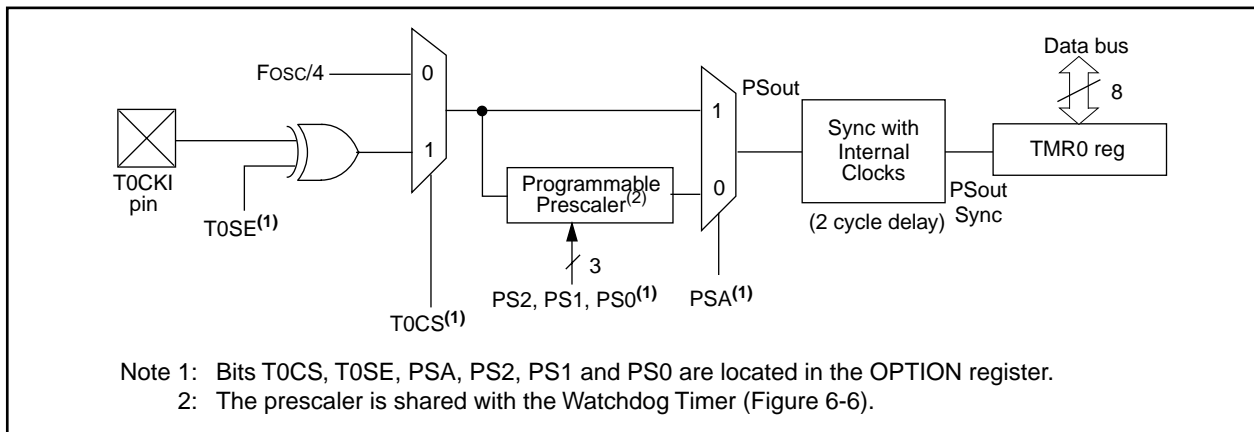 Data bus
8
FOSC/4
0
1
T0CKI
pin
T0SE(1)
T0CS(1)
Programmable
Prescaler(2)
3
PS2, PS1, PS0(1)
1
0
PSA(1)
PSout
Sync with
Internal
Clocks
(2 cycle delay)
PSout
Sync
TMR0 reg
Note 1: Bits T0CS, T0SE, PSA, PS2, PS1 and PS0 are located in the OPTION register.
2: The prescaler is shared with the Watchdog Timer (Figure 6-6).